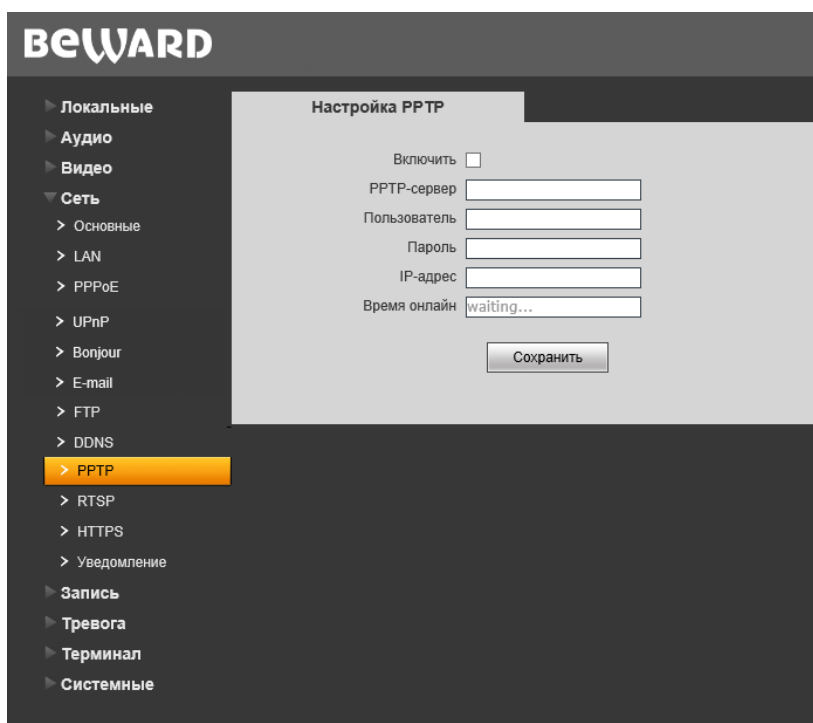 BEWARD
Локальные
Аудио
Видео
Сеть
Основные
LAN
PPPoE
UPnP
Bonjour
E-mail
FTP
DDNS
PPTP
RTSP
HTTPS
Уведомление
Запись
Тревога
Терминал
Системные
Настройка PPTP
Включить
PPTP-сервер
Пользователь
Пароль
IP-адрес
Время онлайн waiting...
Сохранить